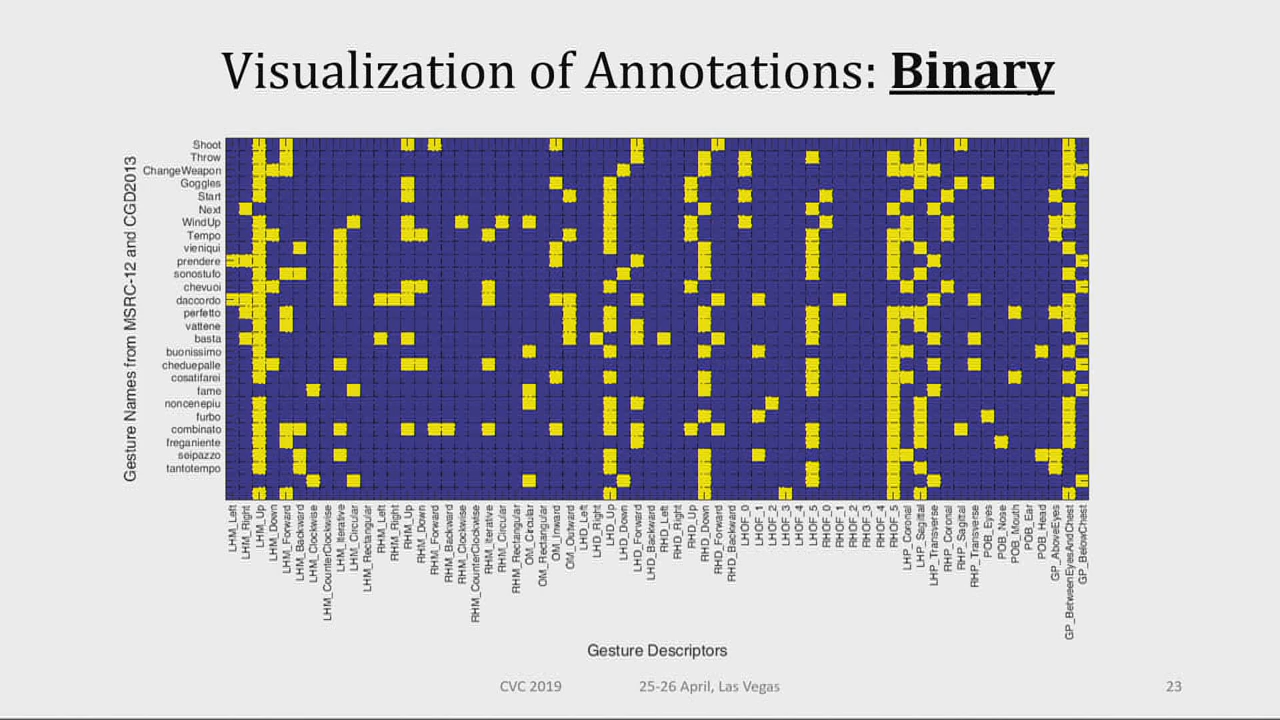 Visualization of Annotations: Binary
Gesture Names from MSRC-12 and CGD2013
Shoot
Throw
ChangeWeapon
Goggles
Start
Next
WindUp
Tempo
vieniqui
prendere
sonostufo
chevuoi
daccordo
perfetto
vattene
basta
buonissimo
cheduepalle
cosatifarei
fame
noncenepiu
furbo
combinato
freganiente
seipazzo
tantotempo
LHM_Left
LHM_Right
LHM_Up
LHM_Down
LHM_Forward
LHM_Backward
LHM_Clockwise
LHM_CounterClockwise
LHM_Iterative
LHM_Circular
LHM_Rectangular
RHM_Left
RHM_Right
RHM_Up
RHM_Down
RHM_Forward
RHM_Backward
RHM_Clockwise
RHM_CounterClockwise
RHM_Iterative
RHM_Circular
RHM_Rectangular
OM_Circular
OM_Rectangular
OM_Inward
OM_Outward
LHD_Left
LHD_Right
LHD_Up
LHD_Down
LHD_Forward
LHD_Backward
RHD_Left
RHD_Right
RHD_Up
RHD_Down
RHD_Forward
RHD_Backward
LHOF_0
LHOF_1
LHOF_2
LHOF_3
LHOF_4
LHOF_5
RHOF_0
RHOF_1
RHOF_2
RHOF_3
RHOF_4
RHOF_5
LHP_Coronal
LHP_Sagittal
LHP_Transverse
RHP_Coronal
RHP_Sagittal
RHP_Transverse
POB_Eyes
POB_Nose
POB_Mouth
POB_Ear
POB_Head
GP_AboveEyes
GP_BetweenEyesAndChest
GP_BelowChest
Gesture Descriptors
CVC 2019 25-26 April, Las Vegas 23